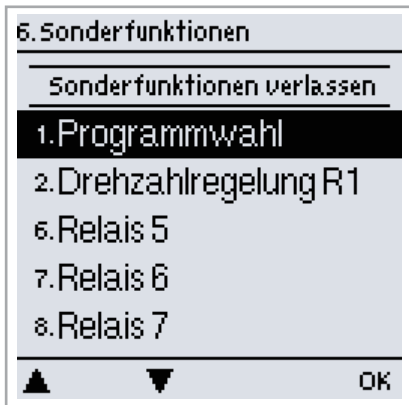 6.Sonderfunktionen
Sonderfunktionen verlassen
1.Programmwahl
2.Drehzahlregelung R1
6.Relais 5
7.Relais 6
8.Relais 7
OK